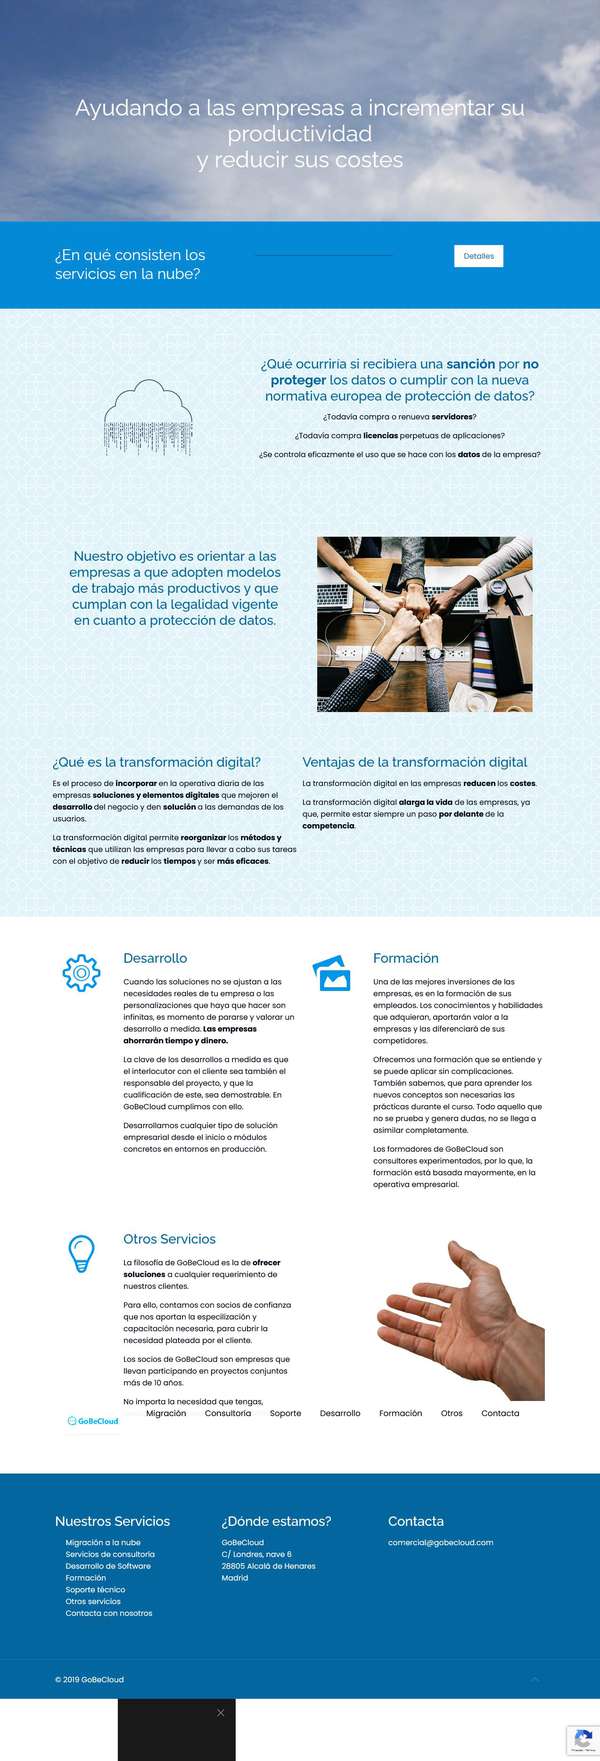 Ayudando a las empresas a incrementar su
productividad
y reducir sus costes
¿En qué consisten los
servicios en la nube?
Detalles
¿Qué ocurriría si recibiera una sanción por no
proteger los datos o cumplir con la nueva
normativa europea de protección de datos?
¿Todavía compra o renueva servidores?
¿Todavía compra licencias perpetuas de aplicaciones?
¿Se controla eficazmente el uso que se hace con los datos de la empresa?
Nuestro objetivo es orientar a las
empresas a que adopten modelos
de trabajo más productivos y que
cumplan con la legalidad vigente
en cuanto a protección de datos.
¿Qué es la transformación digital?
Es el proceso de incorporar en la operativa diaria de las
empresas soluciones y elementos digitales que mejoren el
desarrollo del negocio y den solución a las demandas de los
usuarios.
La transformación digital permite reorganizar los métodos y
técnicas que utilizan las empresas para llevar a cabo sus tareas
con el objetivo de reducir los tiempos y ser más eficaces.
Ventajas de la transformación digital
La transformación digital en las empresas reducen los costes.
La transformación digital alarga la vida de las empresas, ya
que, permite estar siempre un paso por delante de la
competencia.
Desarrollo
Cuando las soluciones no se ajustan a las
necesidades reales de tu empresa o las
personalizaciones que haya que hacer son
infinitas, es momento de pararse y valorar un
desarrollo a medida. Las empresas
ahorrarán tiempo y dinero.
La clave de los desarrollos a medida es que
el interlocutor con el cliente sea también el
responsable del proyecto, y que la
cualificación de este, sea demostrable. En
GoBeCloud cumplimos con ello.
Desarrollamos cualquier tipo de solución
empresarial desde el inicio o módulos
concretos en entornos en producción.
Formación
Una de las mejores inversiones de las
empresas, es en la formación de sus
empleados. Los conocimientos y habilidades
que adquieran, aportarán valor a la
empresas y las diferenciará de sus
competidores.
Ofrecemos una formación que se entiende y
se puede aplicar sin complicaciones.
También sabemos, que para aprender los
nuevos conceptos son necesarias las
prácticas durante el curso. Todo aquello que
no se prueba y genera dudas, no se llega a
asimilar completamente.
Los formadores de GoBeCloud son
consultores experimentados, por lo que, la
formación está basada mayormente, en la
operativa empresarial.
Otros Servicios
La filosofía de GoBeCloud es la de ofrecer
soluciones a cualquier requerimiento de
nuestros clientes.
Para ello, contamos con socios de confianza
que nos aportan la especilización y
capacitación necesaria, para cubrir la
necesidad plateada por el cliente.
Los socios de GoBeCloud son empresas que
llevan participando en proyectos conjuntos
más de 10 años.
No importa la necesidad que tengas,
GoBeCloud
Migración Consultoría Soporte Desarrollo Formación Otros Contacta
Nuestros Servicios
Migración a la nube
Servicios de consultoría
Desarrollo de Software
Formación
Soporte técnico
Otros servicios
Contacta con nosotros
¿Dónde estamos?
GoBeCloud
C/ Londres, nave 6
28805 Alcalá de Henares
Madrid
Contacta
comercial@gobecloud.com
© 2019 GoBeCloud